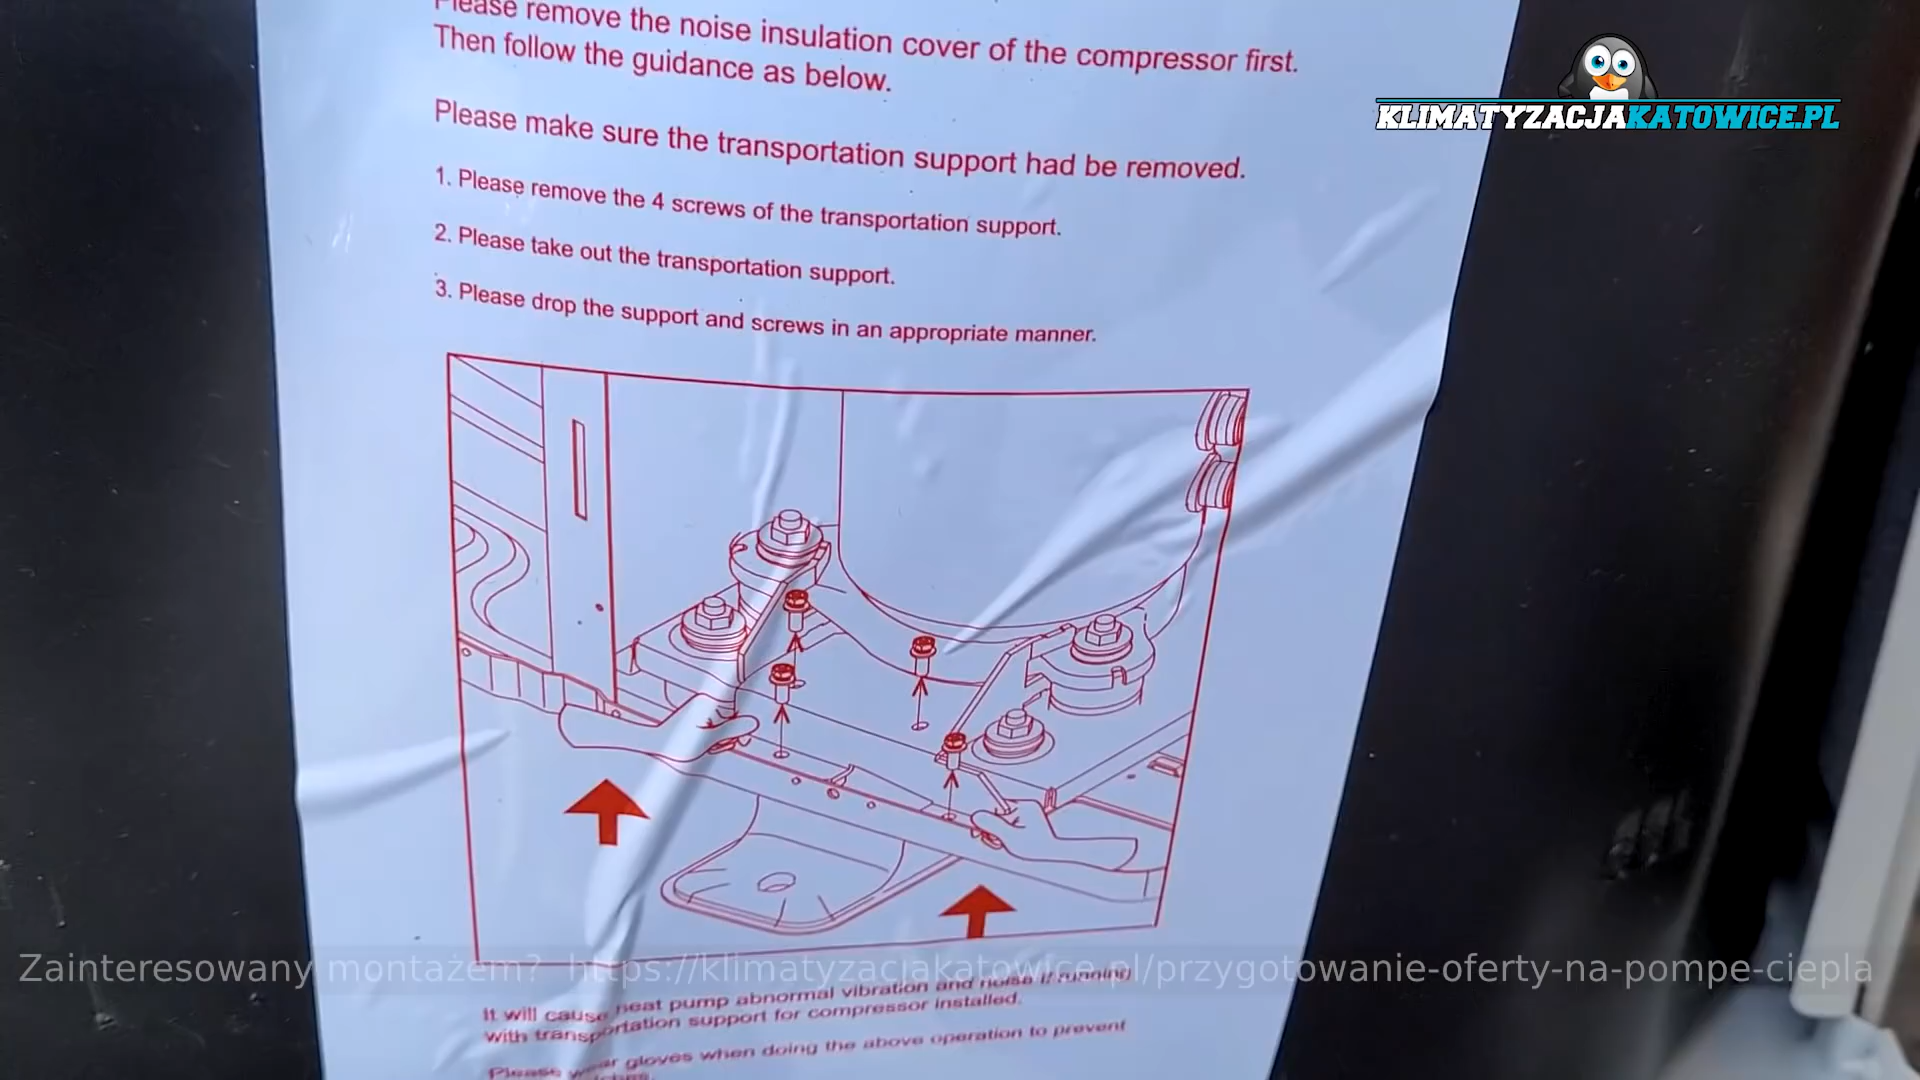 Please remove the noise insulation cover of the compressor first.
Then follow the guidance as below.
Please make sure the transportation support had be removed.
1. Please remove the 4 screws of the transportation support.
2. Please take out the transportation support.
3. Please drop the support and screws in an appropriate manner.
KLIMATYZACJAKATOWICE.PL
Zainteresowany montażem? https://klimatyzacjakatowice.pl/przygotowanie-oferty-na-pompe-ciepla
It will cause heat pump abnormal vibration and noise if running
with transportation support for compressor installed.
Please wear gloves when doing the above operation to prevent